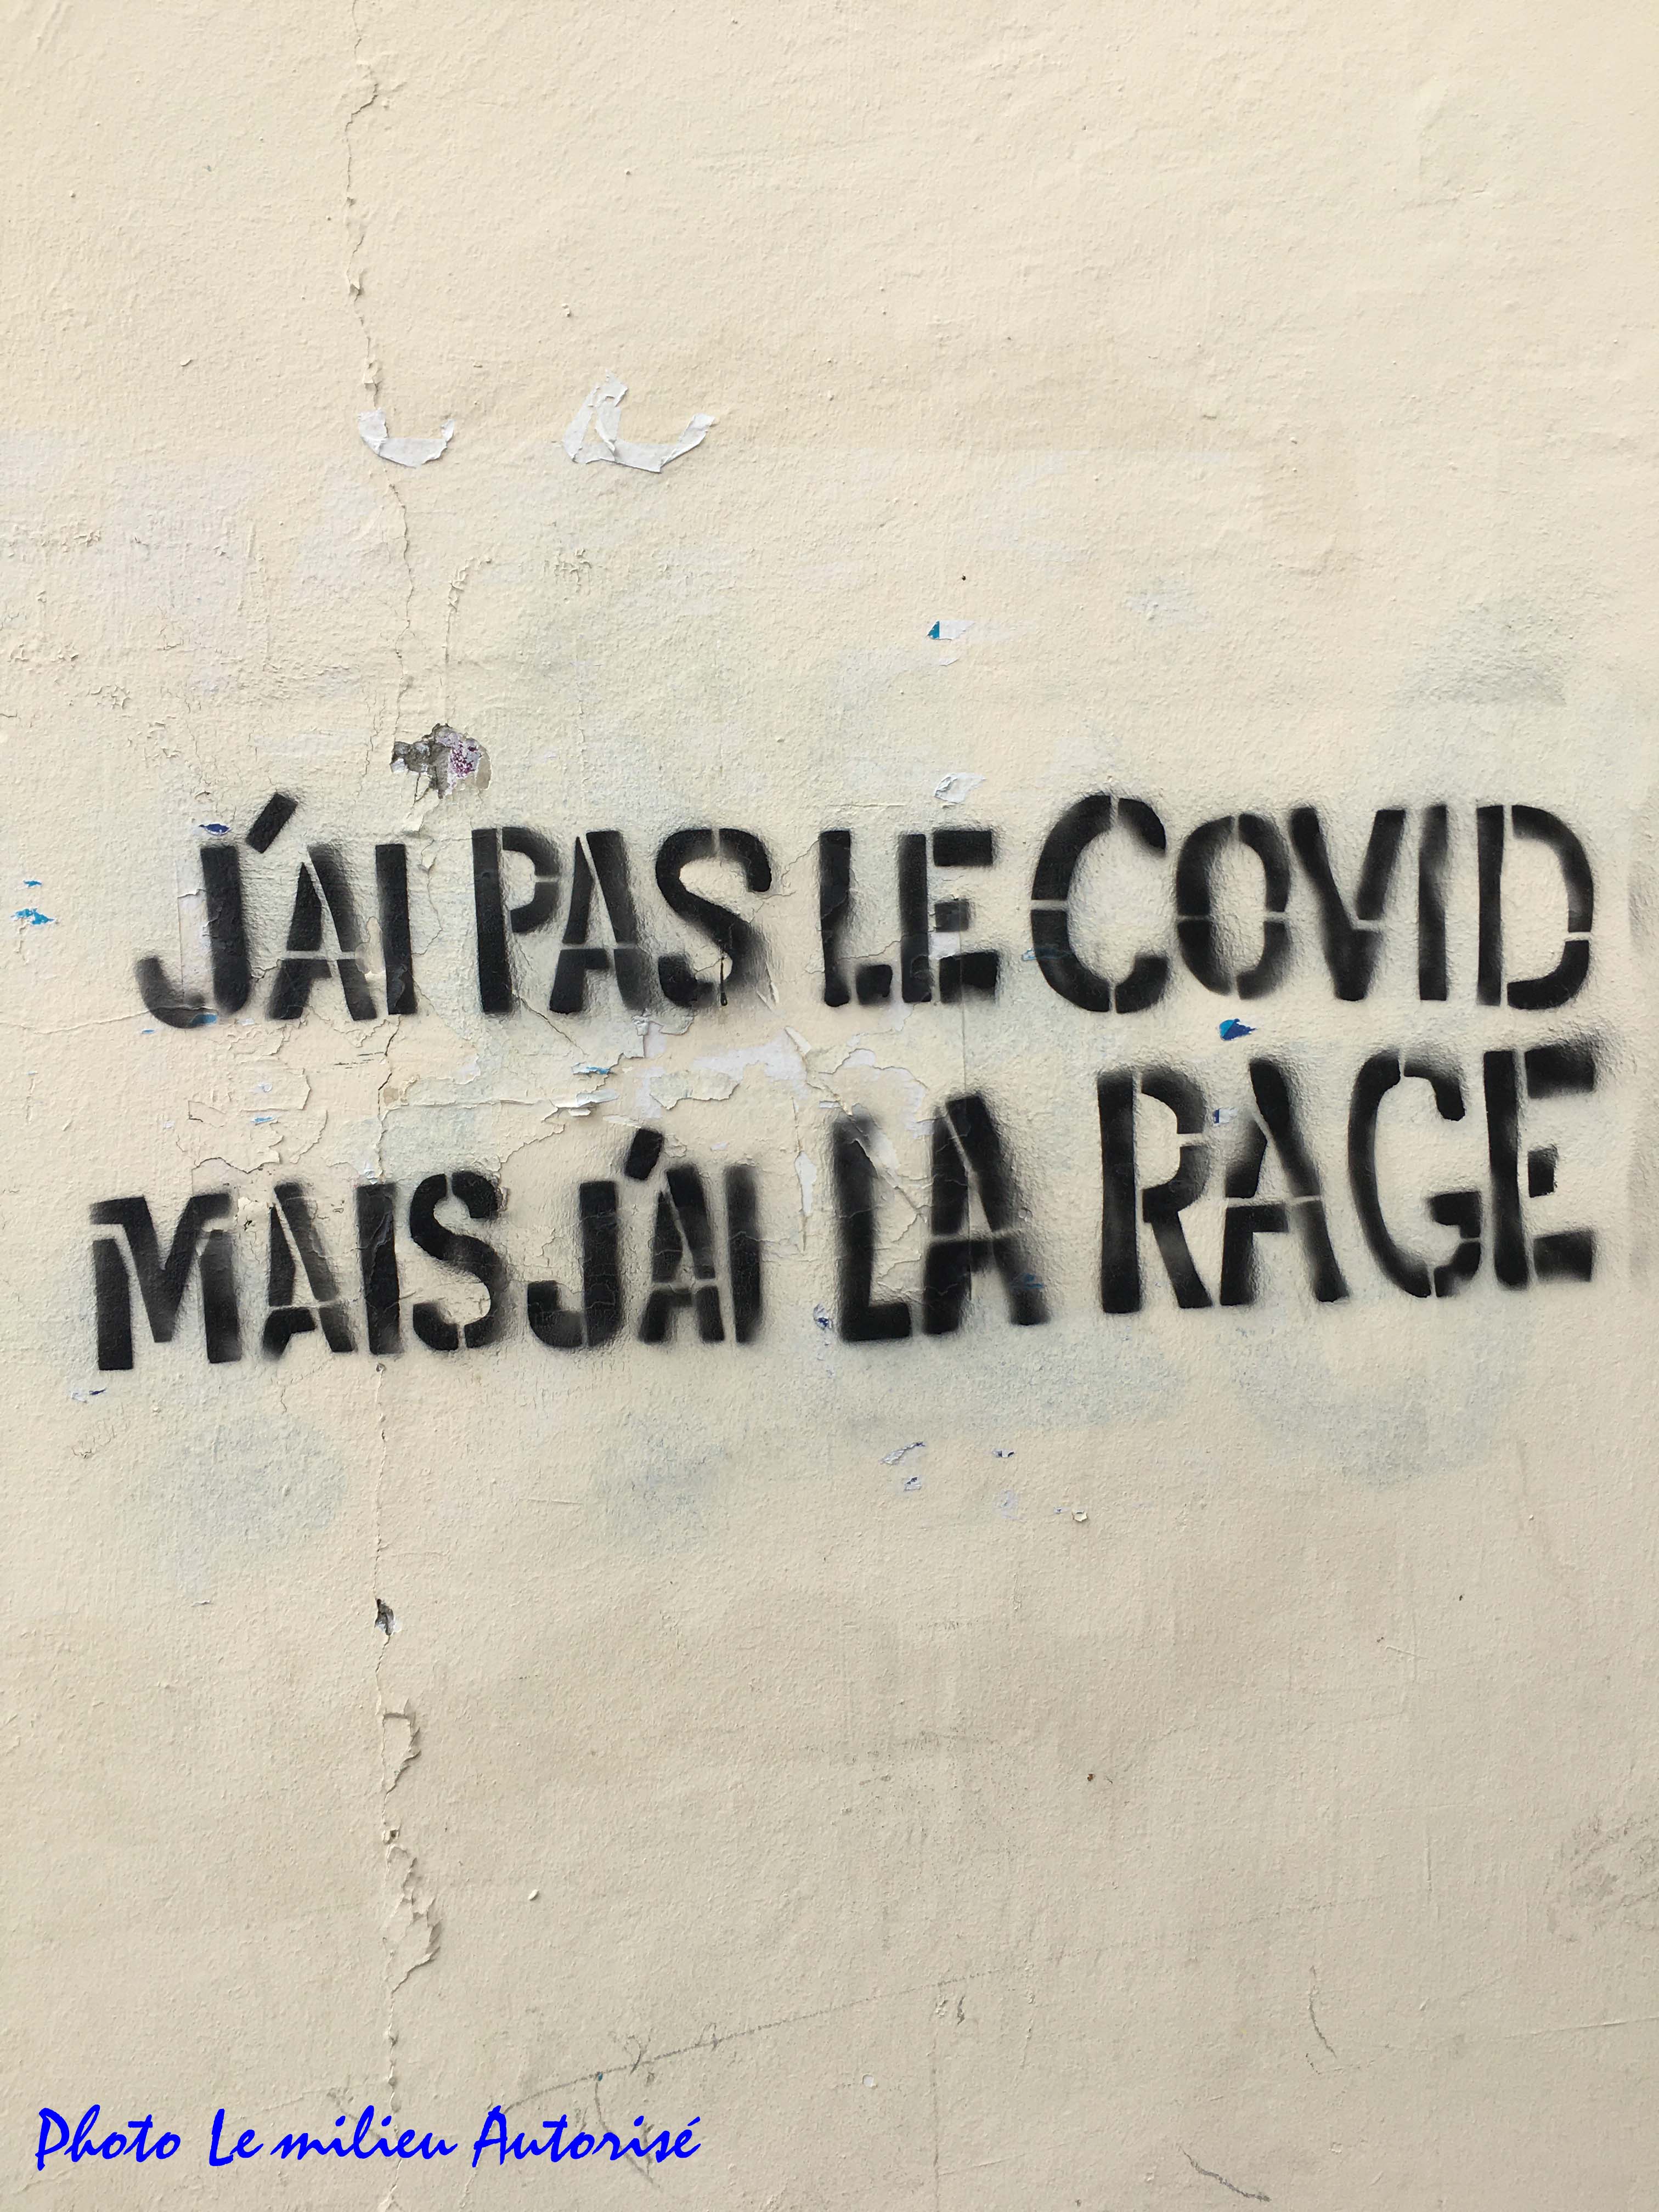 J'AI PAS LE COVID
MAIS J'AI LA RAGE
Photo Le milieu Autorisé